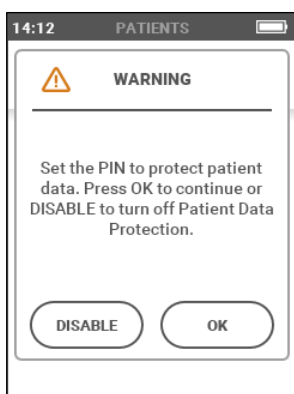 14:12 PATIENTS
WARNING
Set the PIN to protect patient
data. Press OK to continue or
DISABLE to turn off Patient Data
Protection.
DISABLE OK